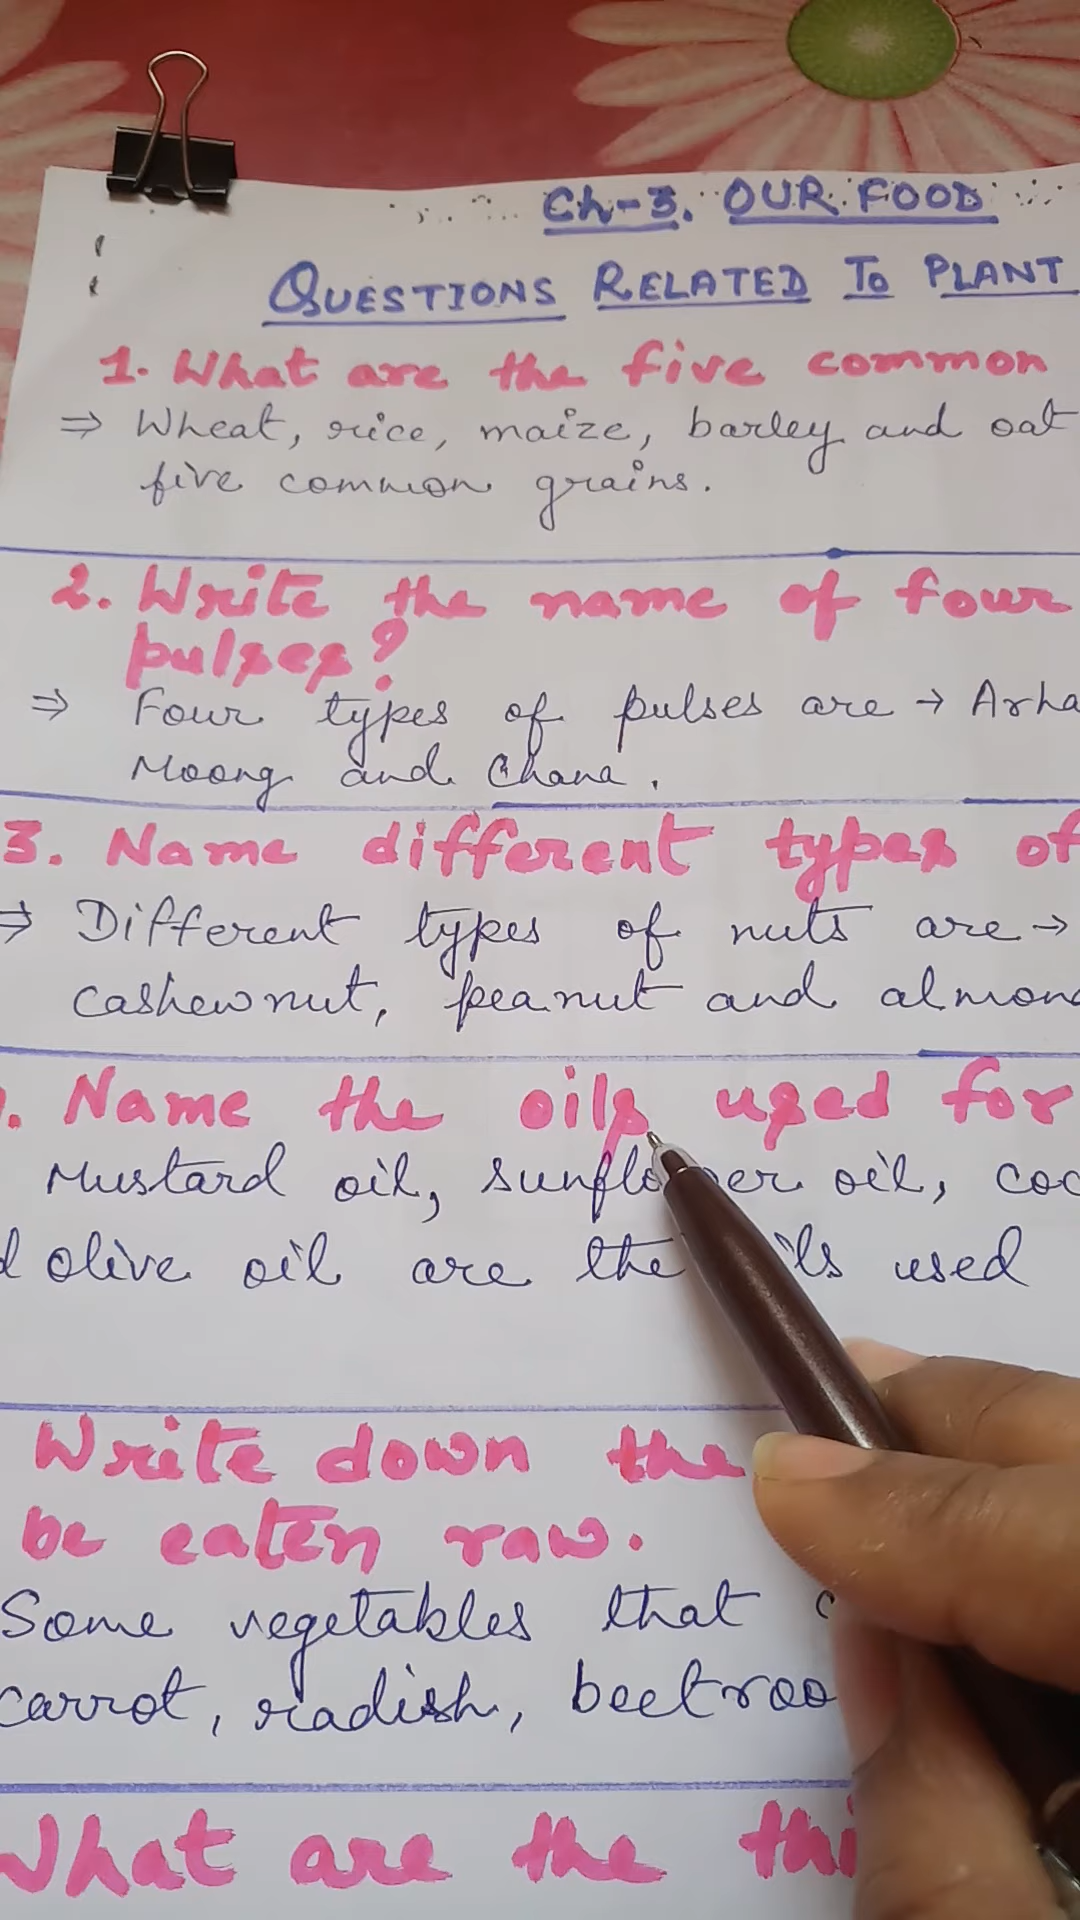 Ch-3. OUR FOOD
QUESTIONS RELATED TO PLANT
1. What are the five common
⇒ Wheat, rice, maize, barley and oat
five common grains.
2. Write the name of four
pulses?
⇒ Four types of pulses are → Arha
Moong and Chana.
3. Name different types of
⇒ Different types of nuts are →
cashewnut, peanut and almond
. Name the oils used for
Mustard oil, sunflower oil, coc
d olive oil are the oils used
Write down the
be eaten raw.
Some vegetables that c
carrot, radish, beetroo
What are the thi